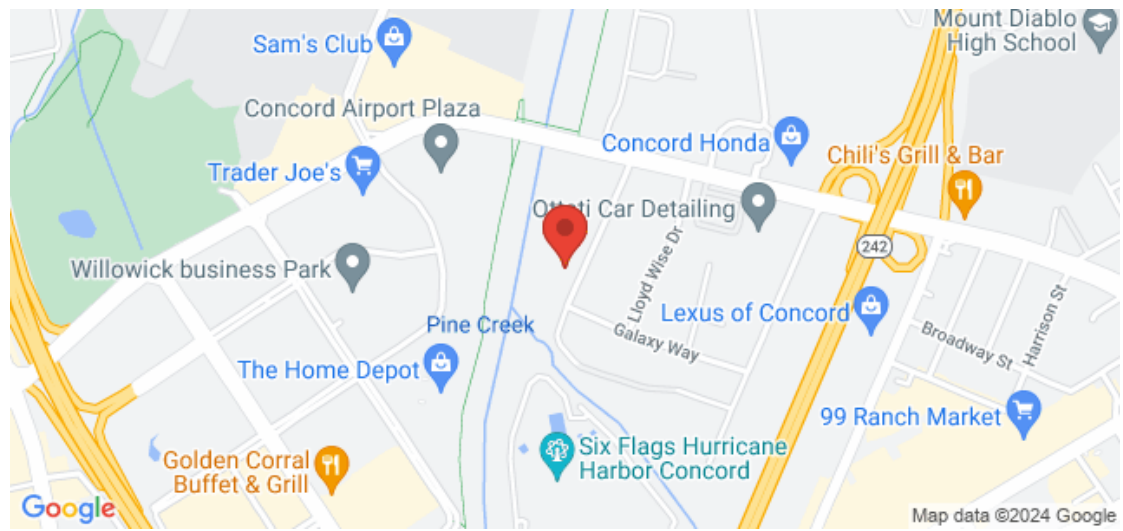 Mount Diablo
High School
Sam's Club
Concord Airport Plaza
Concord Honda
Chili's Grill & Bar
Trader Joe's
Car Detailing
242
Willowick business Park
Lloyd Wise Dr
Lexus of Concord
Harrison St
Pine Creek
Galaxy Way
Broadway St
The Home Depot
99 Ranch Market
Six Flags Hurricane
Harbor Concord
Golden Corral
Buffet & Grill
Google
Map data ©2024 Google